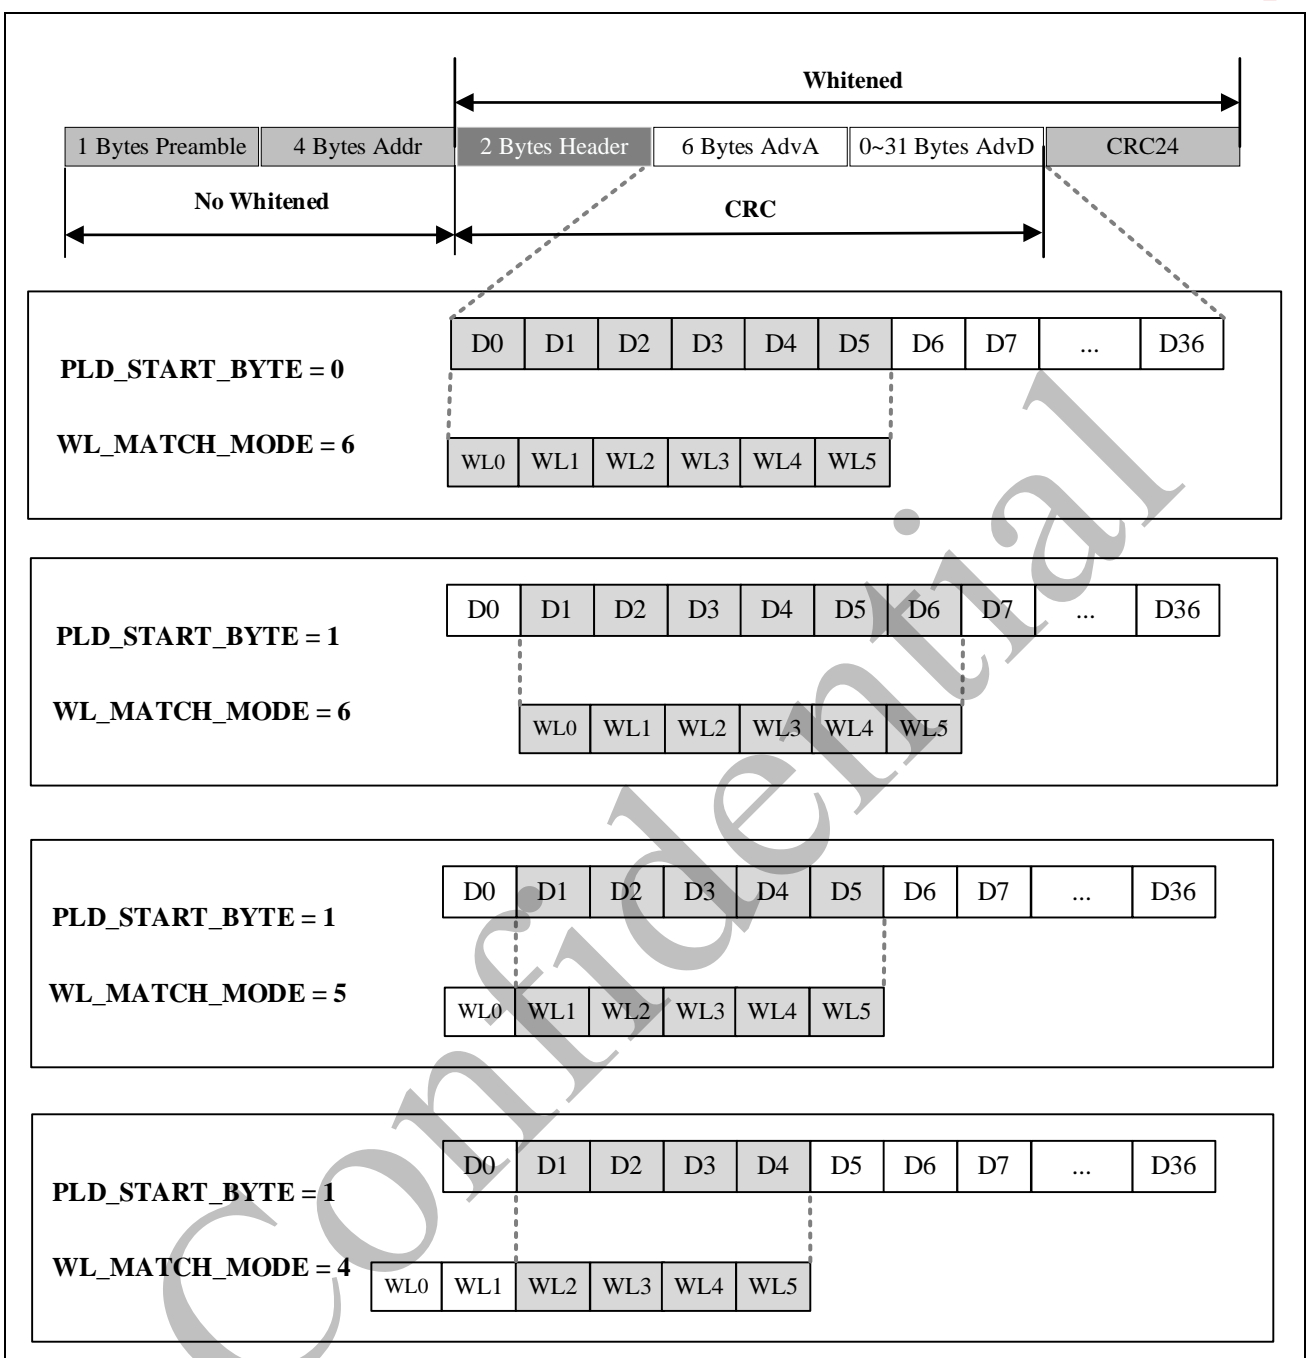 Whitened
1 Bytes Preamble 4 Bytes Addr 2 Bytes Header 6 Bytes AdvA 0~31 Bytes AdvD CRC24
No Whitened CRC
D0 D1 D2 D3 D4 D5 D6 D7 ... D36
PLD_START_BYTE = 0
WL_MATCH_MODE = 6
WL0 WL1 WL2 WL3 WL4 WL5
D0 D1 D2 D3 D4 D5 D6 D7 ... D36
PLD_START_BYTE = 1
WL_MATCH_MODE = 6
WL0 WL1 WL2 WL3 WL4 WL5
D0 D1 D2 D3 D4 D5 D6 D7 ... D36
PLD_START_BYTE = 1
WL_MATCH_MODE = 5
WL0 WL1 WL2 WL3 WL4 WL5
D0 D1 D2 D3 D4 D5 D6 D7 ... D36
PLD_START_BYTE = 1
WL_MATCH_MODE = 4
WL0 WL1 WL2 WL3 WL4 WL5
Confidential